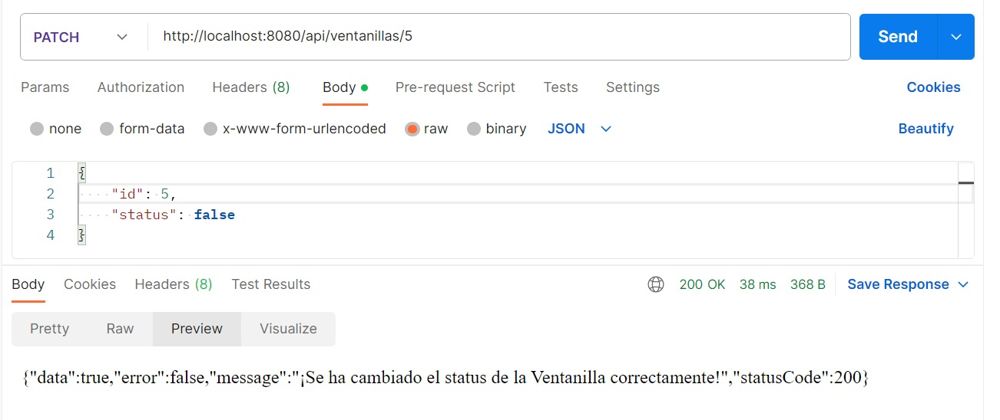 PATCH http://localhost:8080/api/ventanillas/5 Send
Params Authorization Headers (8) Body Pre-request Script Tests Settings Cookies
none form-data x-www-form-urlencoded raw binary JSON Beautify
1 {
2 "id": 5,
3 "status": false
4 }
Body Cookies Headers (8) Test Results 200 OK 38 ms 368 B Save Response
Pretty Raw Preview Visualize
{"data":true,"error":false,"message":"¡Se ha cambiado el status de la Ventanilla correctamente!","statusCode":200}